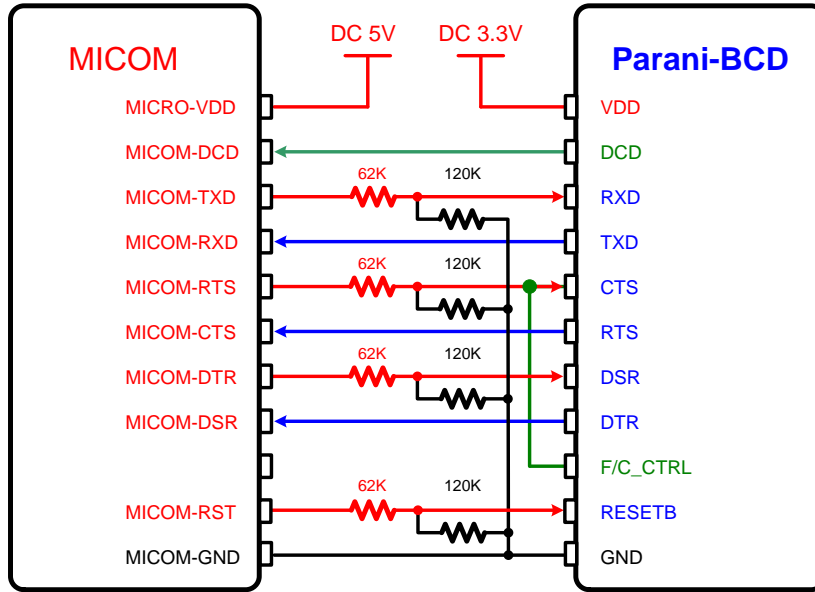 DC 5V DC 3.3V
MICOM Parani-BCD
MICRO-VDD VDD
MICOM-DCD DCD
62K 120K
MICOM-TXD RXD
MICOM-RXD TXD
62K 120K
MICOM-RTS CTS
MICOM-CTS RTS
62K 120K
MICOM-DTR DSR
MICOM-DSR DTR
F/C_CTRL
62K 120K
MICOM-RST RESETB
MICOM-GND GND